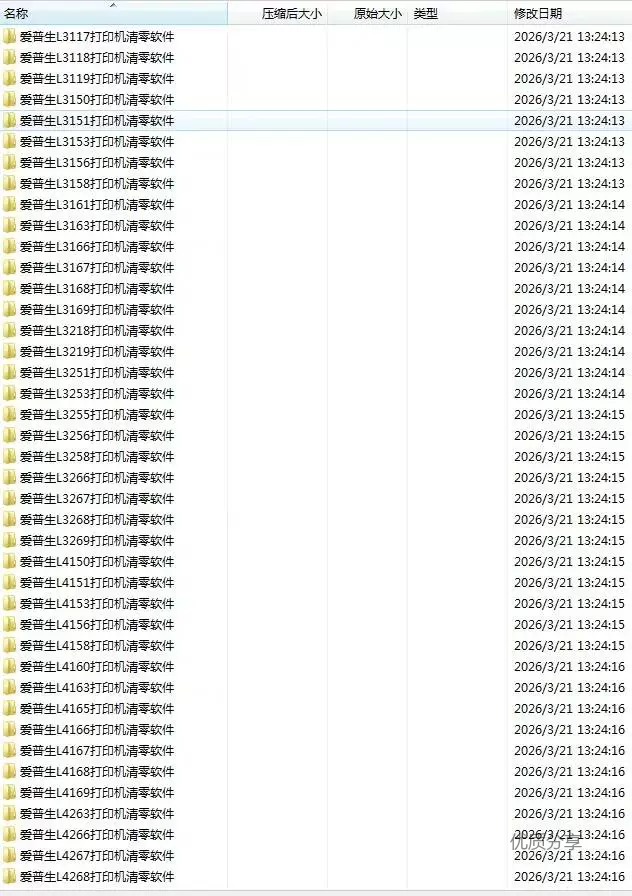 名称 压缩后大小 原始大小 类型 修改日期
爱普生L3117打印机清零软件 2026/3/21 13:24:13
爱普生L3118打印机清零软件 2026/3/21 13:24:13
爱普生L3119打印机清零软件 2026/3/21 13:24:13
爱普生L3150打印机清零软件 2026/3/21 13:24:13
爱普生L3151打印机清零软件 2026/3/21 13:24:13
爱普生L3153打印机清零软件 2026/3/21 13:24:13
爱普生L3156打印机清零软件 2026/3/21 13:24:13
爱普生L3158打印机清零软件 2026/3/21 13:24:13
爱普生L3161打印机清零软件 2026/3/21 13:24:14
爱普生L3163打印机清零软件 2026/3/21 13:24:14
爱普生L3166打印机清零软件 2026/3/21 13:24:14
爱普生L3167打印机清零软件 2026/3/21 13:24:14
爱普生L3168打印机清零软件 2026/3/21 13:24:14
爱普生L3169打印机清零软件 2026/3/21 13:24:14
爱普生L3218打印机清零软件 2026/3/21 13:24:14
爱普生L3219打印机清零软件 2026/3/21 13:24:14
爱普生L3251打印机清零软件 2026/3/21 13:24:14
爱普生L3253打印机清零软件 2026/3/21 13:24:14
爱普生L3255打印机清零软件 2026/3/21 13:24:15
爱普生L3256打印机清零软件 2026/3/21 13:24:15
爱普生L3258打印机清零软件 2026/3/21 13:24:15
爱普生L3266打印机清零软件 2026/3/21 13:24:15
爱普生L3267打印机清零软件 2026/3/21 13:24:15
爱普生L3268打印机清零软件 2026/3/21 13:24:15
爱普生L3269打印机清零软件 2026/3/21 13:24:15
爱普生L4150打印机清零软件 2026/3/21 13:24:15
爱普生L4151打印机清零软件 2026/3/21 13:24:15
爱普生L4153打印机清零软件 2026/3/21 13:24:15
爱普生L4156打印机清零软件 2026/3/21 13:24:15
爱普生L4158打印机清零软件 2026/3/21 13:24:15
爱普生L4160打印机清零软件 2026/3/21 13:24:16
爱普生L4163打印机清零软件 2026/3/21 13:24:16
爱普生L4165打印机清零软件 2026/3/21 13:24:16
爱普生L4166打印机清零软件 2026/3/21 13:24:16
爱普生L4167打印机清零软件 2026/3/21 13:24:16
爱普生L4168打印机清零软件 2026/3/21 13:24:16
爱普生L4169打印机清零软件 2026/3/21 13:24:16
爱普生L4263打印机清零软件 2026/3/21 13:24:16
爱普生L4266打印机清零软件 2026/3/21 13:24:16
优质分享
爱普生L4267打印机清零软件 2026/3/21 13:24:16
爱普生L4268打印机清零软件 2026/3/21 13:24:16